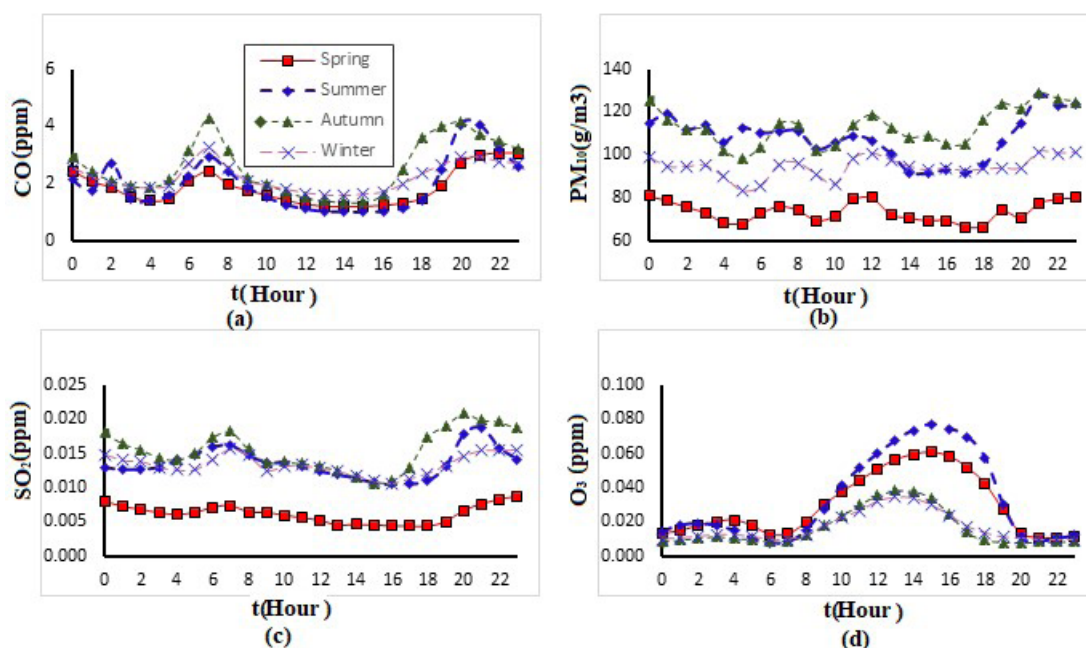 6
4
2
0
CO(ppm)
Spring
Summer
Autumn
Winter
0 2 4 6 8 10 12 14 16 18 20 22
t(Hour)
(a)
140
120
100
80
60
PM₁₀(g/m3)
0 2 4 6 8 10 12 14 16 18 20 22
t(Hour)
(b)
0.025
0.020
0.015
0.010
0.005
0.000
SO₂(ppm)
0 2 4 6 8 10 12 14 16 18 20 22
t(Hour)
(c)
0.100
0.080
0.060
0.040
0.020
0.000
O₃ (ppm)
0 2 4 6 8 10 12 14 16 18 20 22
t(Hour)
(d)